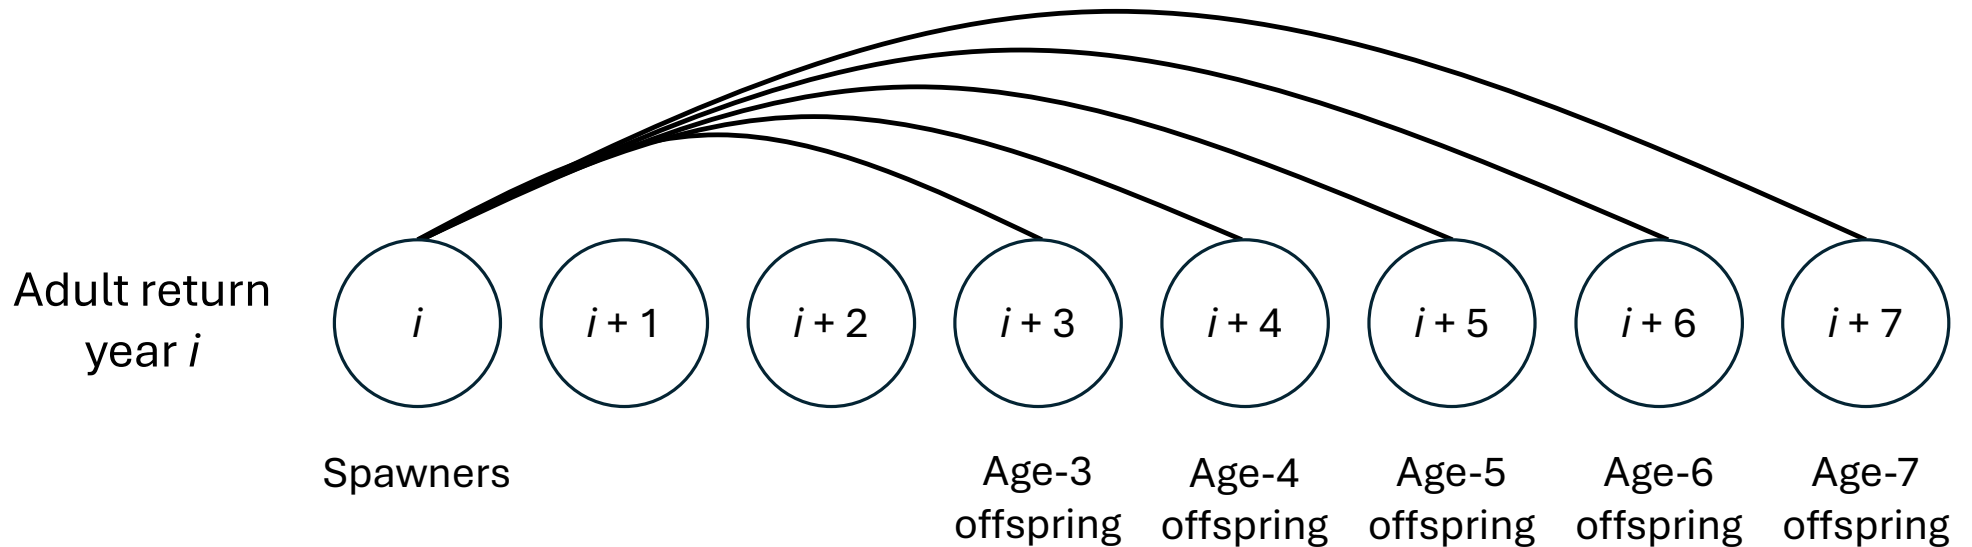 Adult return
year i
i
i + 1
i + 2
i + 3
i + 4
i + 5
i + 6
i + 7
Spawners
Age-3
offspring
Age-4
offspring
Age-5
offspring
Age-6
offspring
Age-7
offspring